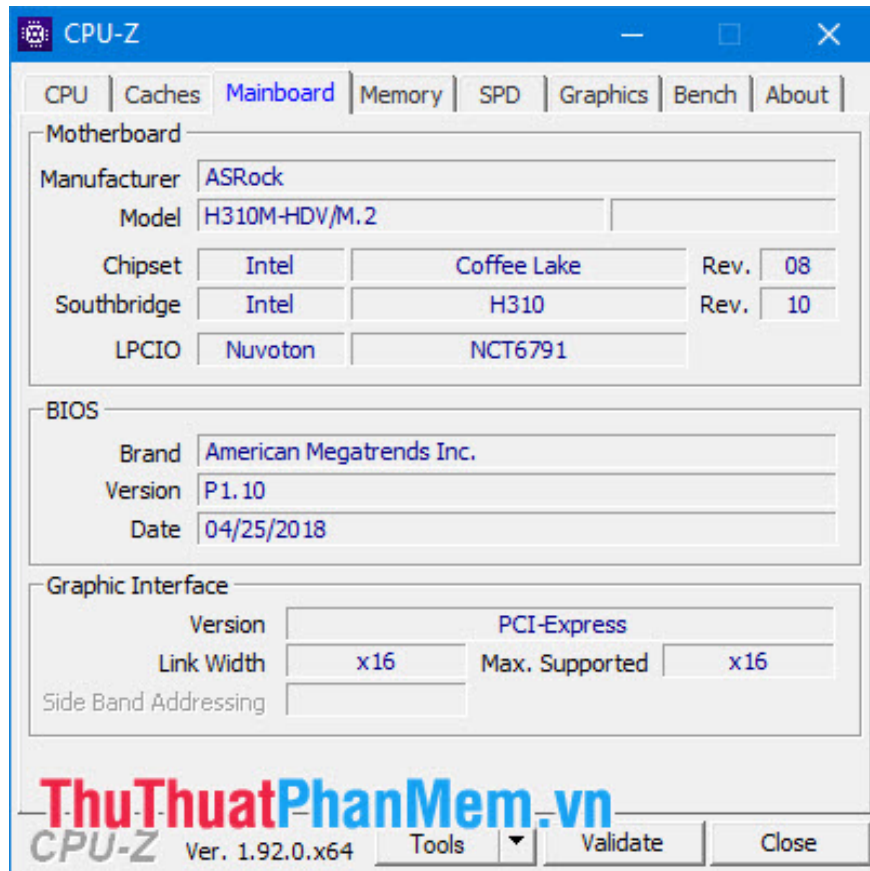 CPU-Z
CPU Caches Mainboard Memory SPD Graphics Bench About
Motherboard
Manufacturer ASRock
Model H310M-HDV/M.2
Chipset Intel Coffee Lake Rev. 08
Southbridge Intel H310 Rev. 10
LPCIO Nuvoton NCT6791
BIOS
Brand American Megatrends Inc.
Version P1.10
Date 04/25/2018
Graphic Interface
Version PCI-Express
Link Width x16 Max. Supported x16
Side Band Addressing
ThuThuatPhanMem.vn
CPU-Z Ver. 1.92.0.x64 Tools Validate Close